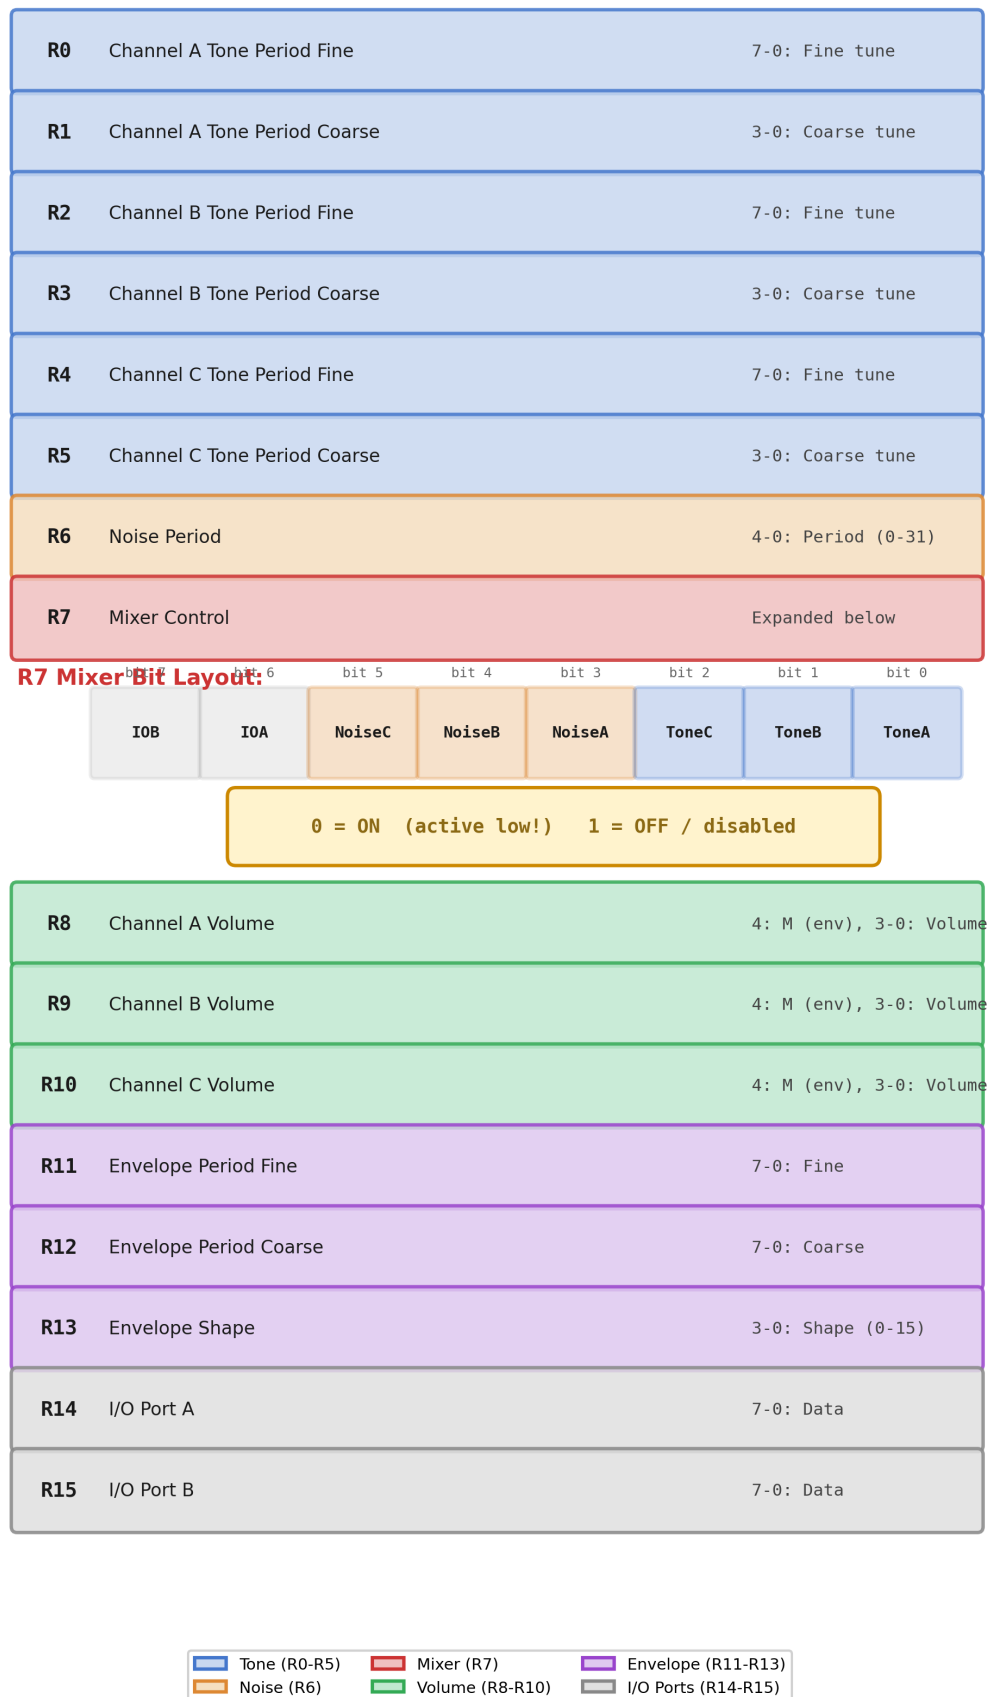 R0 Channel A Tone Period Fine 7-0: Fine tune
R1 Channel A Tone Period Coarse 3-0: Coarse tune
R2 Channel B Tone Period Fine 7-0: Fine tune
R3 Channel B Tone Period Coarse 3-0: Coarse tune
R4 Channel C Tone Period Fine 7-0: Fine tune
R5 Channel C Tone Period Coarse 3-0: Coarse tune
R6 Noise Period 4-0: Period (0-31)
R7 Mixer Control Expanded below
R7 Mixer Bit Layout:
bit 7 bit 6 bit 5 bit 4 bit 3 bit 2 bit 1 bit 0
IOB IOA NoiseC NoiseB NoiseA ToneC ToneB ToneA
0 = ON (active low!) 1 = OFF / disabled
R8 Channel A Volume 4: M (env), 3-0: Volume
R9 Channel B Volume 4: M (env), 3-0: Volume
R10 Channel C Volume 4: M (env), 3-0: Volume
R11 Envelope Period Fine 7-0: Fine
R12 Envelope Period Coarse 7-0: Coarse
R13 Envelope Shape 3-0: Shape (0-15)
R14 I/O Port A 7-0: Data
R15 I/O Port B 7-0: Data
Tone (R0-R5) Mixer (R7) Envelope (R11-R13)
Noise (R6) Volume (R8-R10) I/O Ports (R14-R15)